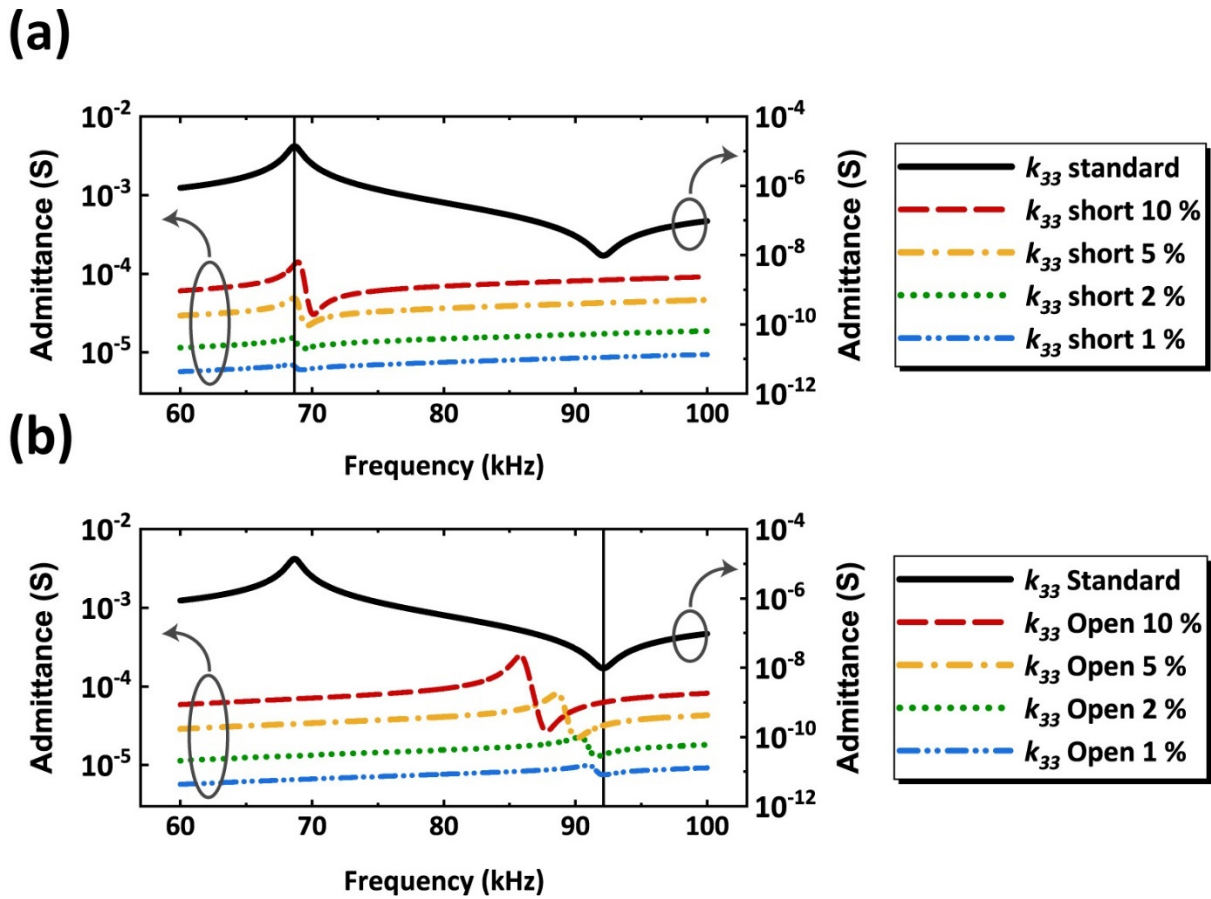 (a)
10-2
10-3
10-4
10-5
Admittance (S)
10-4
10-6
10-8
10-10
10-12
Admittance (S)
60 70 80 90 100
Frequency (kHz)
k33 standard
k33 short 10 %
k33 short 5 %
k33 short 2 %
k33 short 1 %
(b)
10-2
10-3
10-4
10-5
Admittance (S)
10-4
10-6
10-8
10-10
10-12
Admittance (S)
60 70 80 90 100
Frequency (kHz)
k33 Standard
k33 Open 10 %
k33 Open 5 %
k33 Open 2 %
k33 Open 1 %